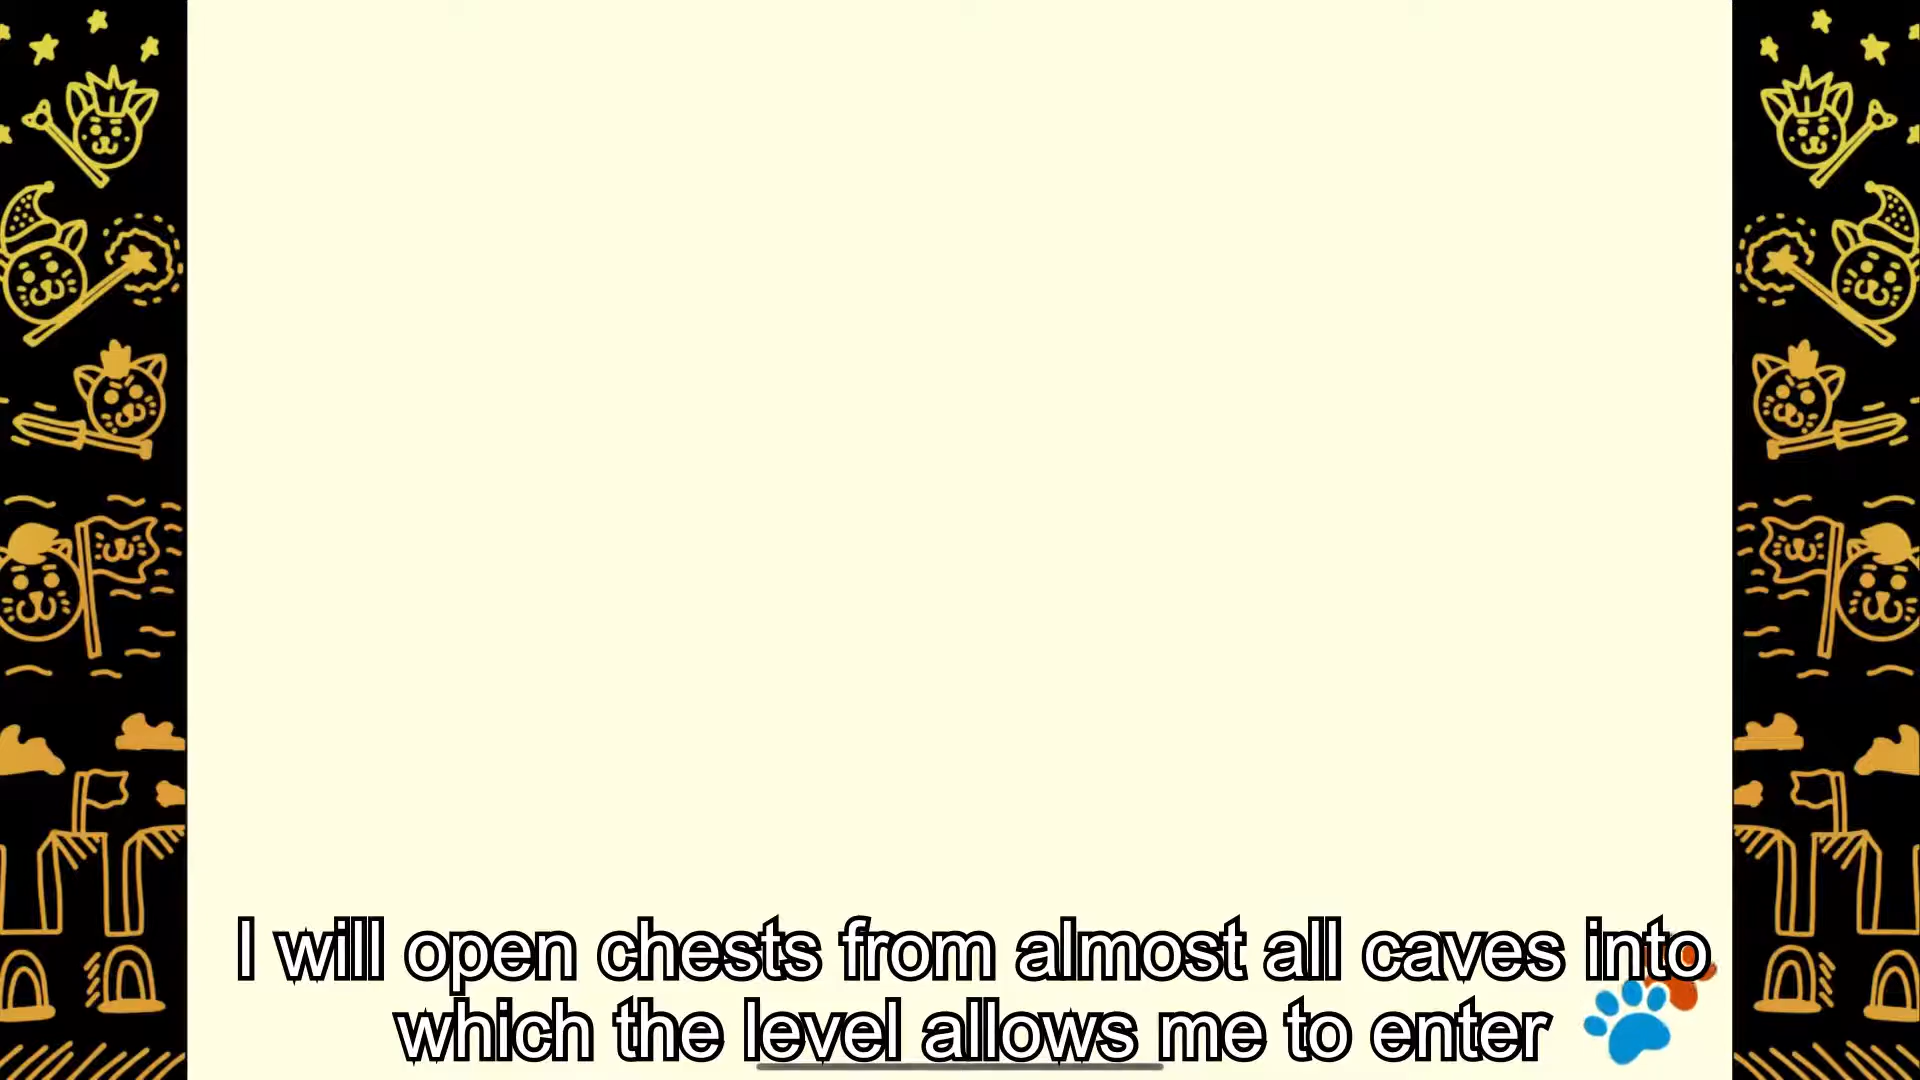 I will open chests from almost all caves into
which the level allows me to enter